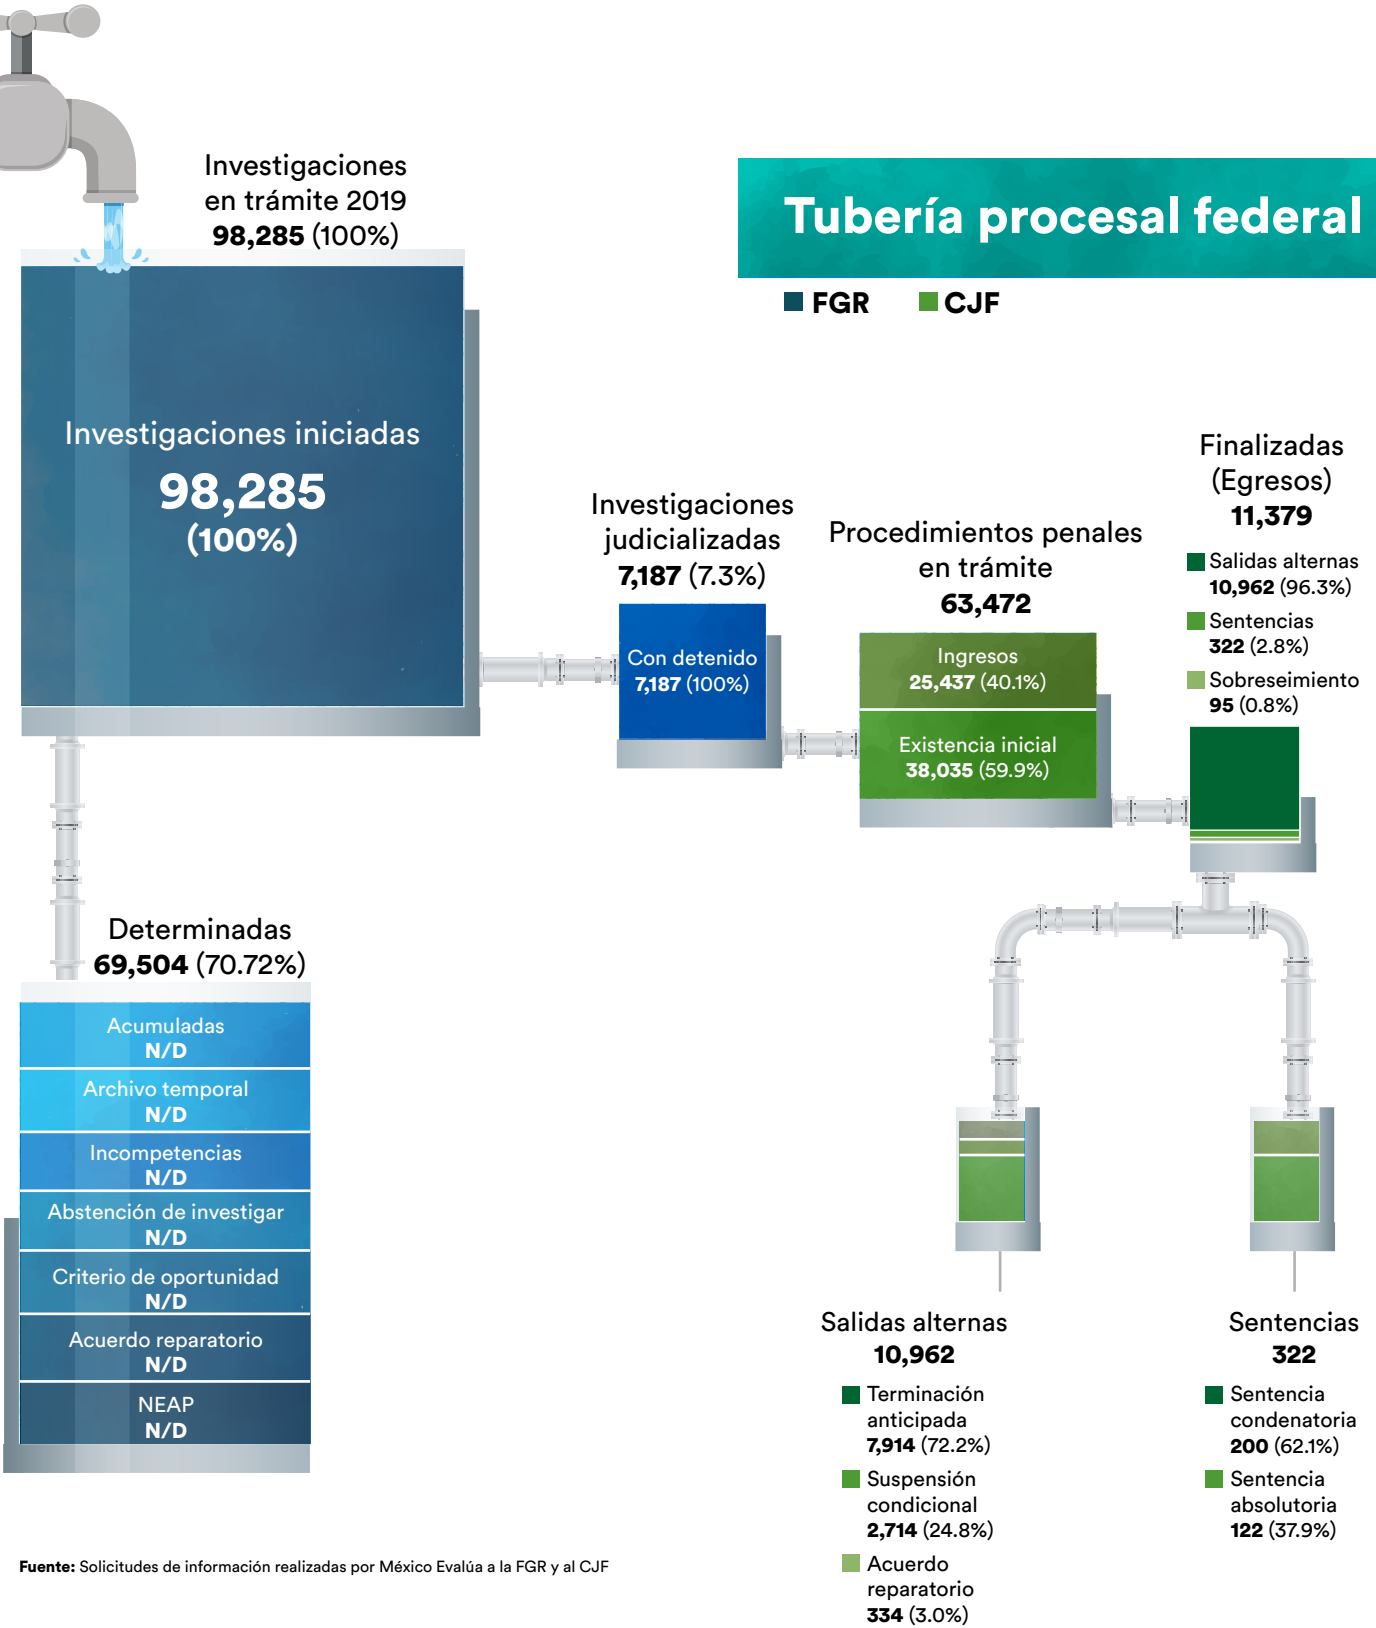 Tubería procesal federal
FGR
CJF
Investigaciones
en trámite 2019
98,285 (100%)
Investigaciones iniciadas
98,285
(100%)
Investigaciones
judicializadas
7,187 (7.3%)
Con detenido
7,187 (100%)
Procedimientos penales
en trámite
63,472
Ingresos
25,437 (40.1%)
Existencia inicial
38,035 (59.9%)
Finalizadas
(Egresos)
11,379
Salidas alternas
10,962 (96.3%)
Sentencias
322 (2.8%)
Sobreseimiento
95 (0.8%)
Determinadas
69,504 (70.72%)
Acumuladas
N/D
Archivo temporal
N/D
Incompetencias
N/D
Abstención de investigar
N/D
Criterio de oportunidad
N/D
Acuerdo reparatorio
N/D
NEAP
N/D
Salidas alternas
10,962
Terminación
anticipada
7,914 (72.2%)
Suspensión
condicional
2,714 (24.8%)
Acuerdo
reparatorio
334 (3.0%)
Sentencias
322
Sentencia
condenatoria
200 (62.1%)
Sentencia
absolutoria
122 (37.9%)
Fuente: Solicitudes de información realizadas por México Evalúa a la FGR y al CJF